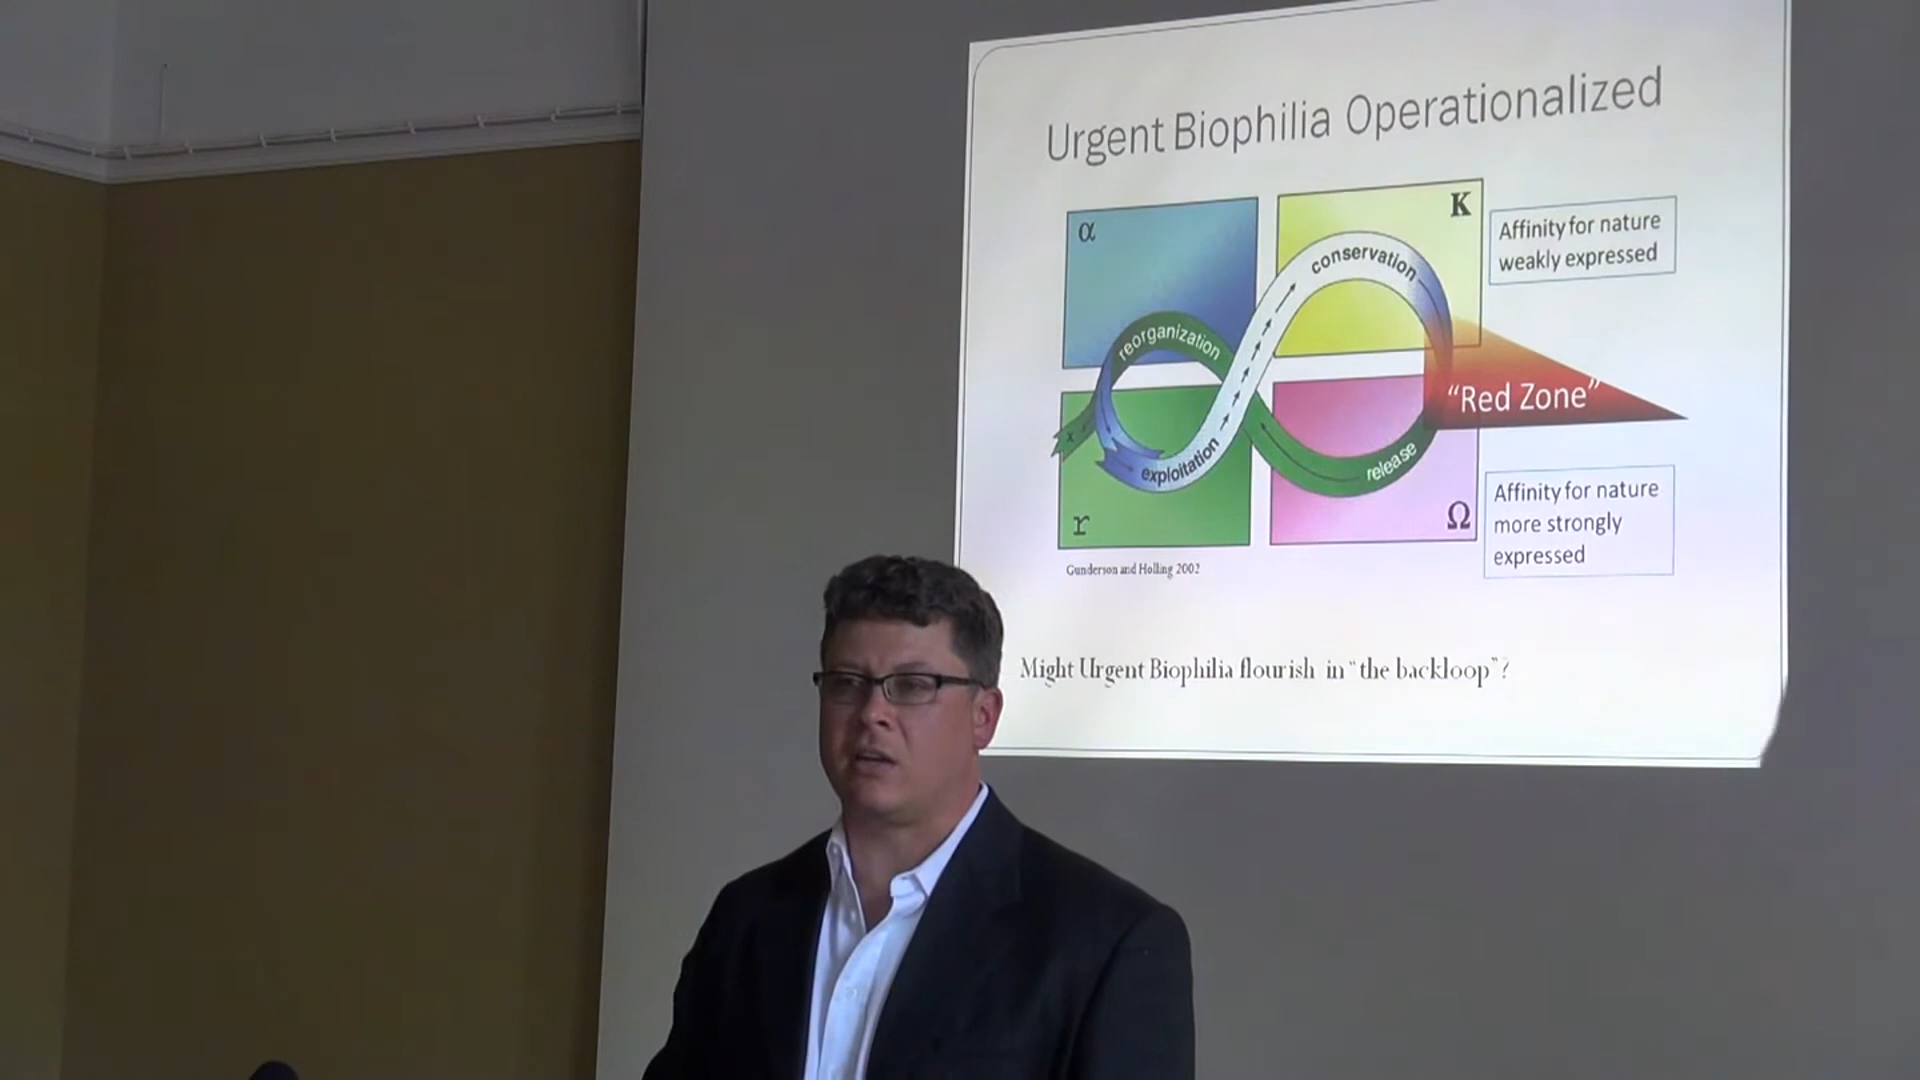 Urgent Biophilia Operationalized
α
K
Affinity for nature
weakly expressed
conservation
reorganization
"Red Zone"
x
exploitation
release
Affinity for nature
more strongly
expressed
r
Ω
Gunderson and Holling 2002
Might Urgent Biophilia flourish in "the backloop"?